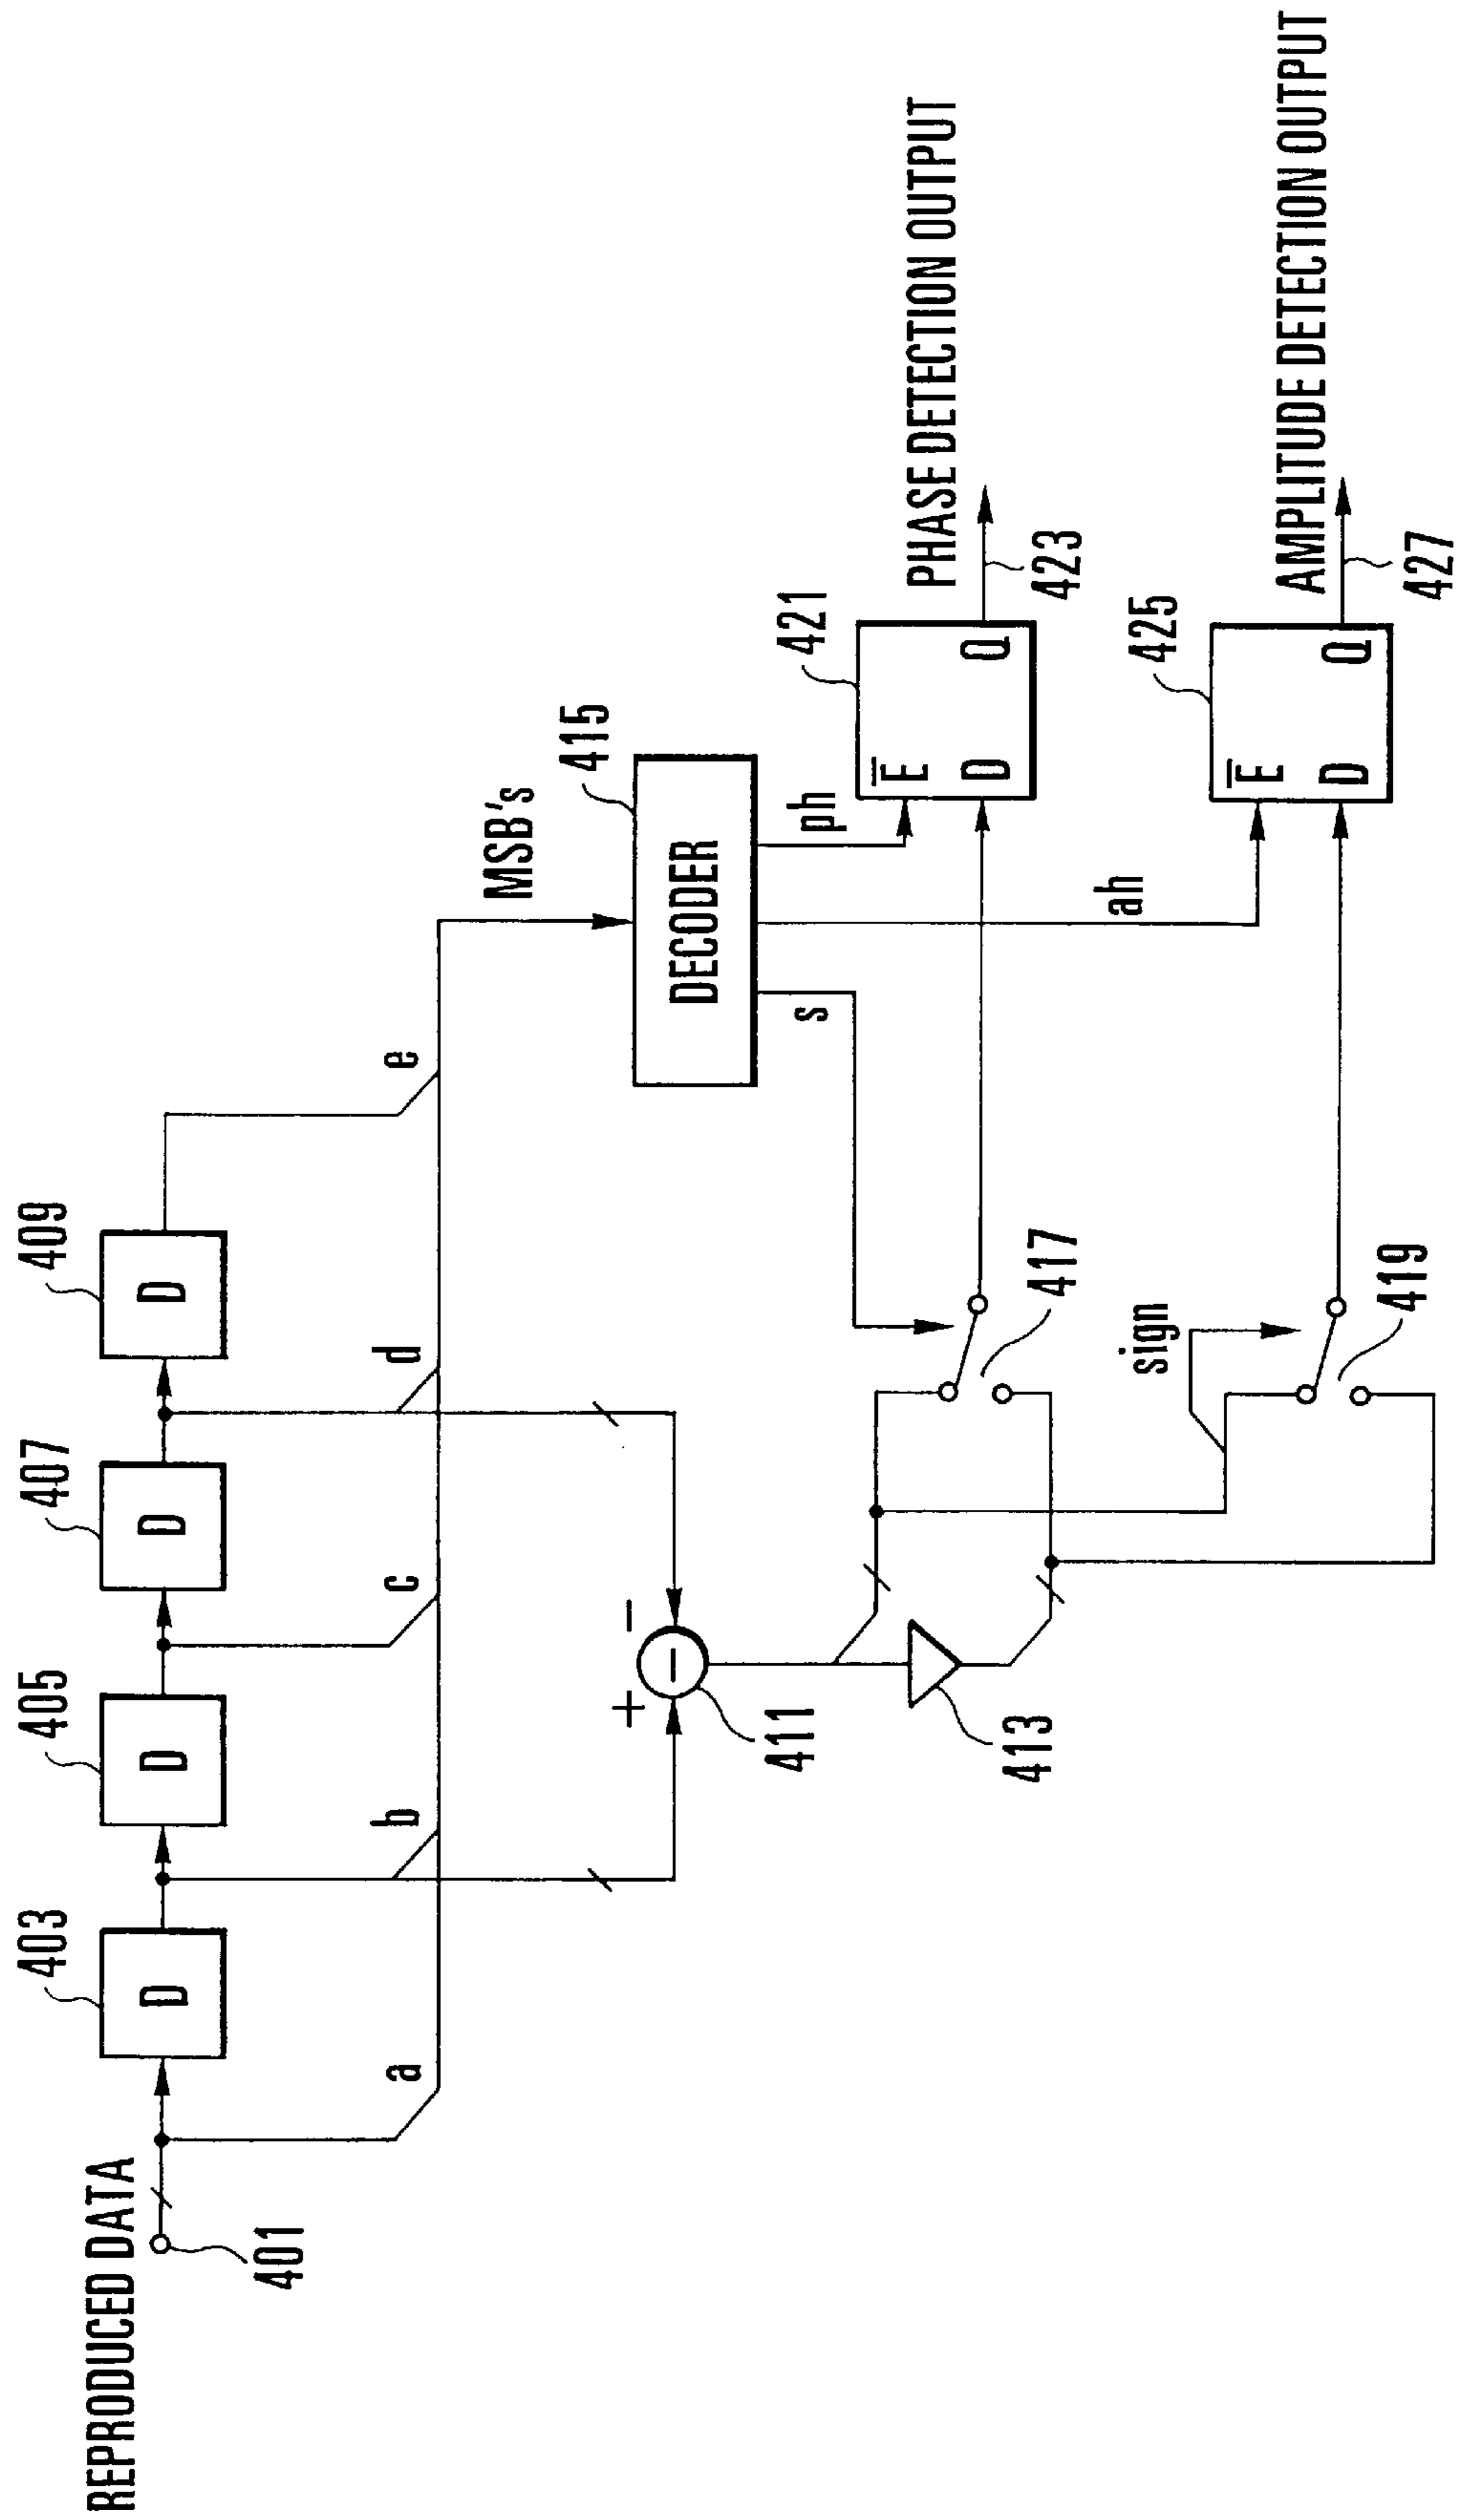 REPRODUCED DATA
401
403
D
405
D
407
D
409
D
a
b
c
d
e
MSB's
415
DECODER
+
−
−
411
413
s
ph
ah
417
sign
419
421
E̅
D
Q
PHASE DETECTION OUTPUT
423
425
E̅
D
Q
AMPLITUDE DETECTION OUTPUT
427